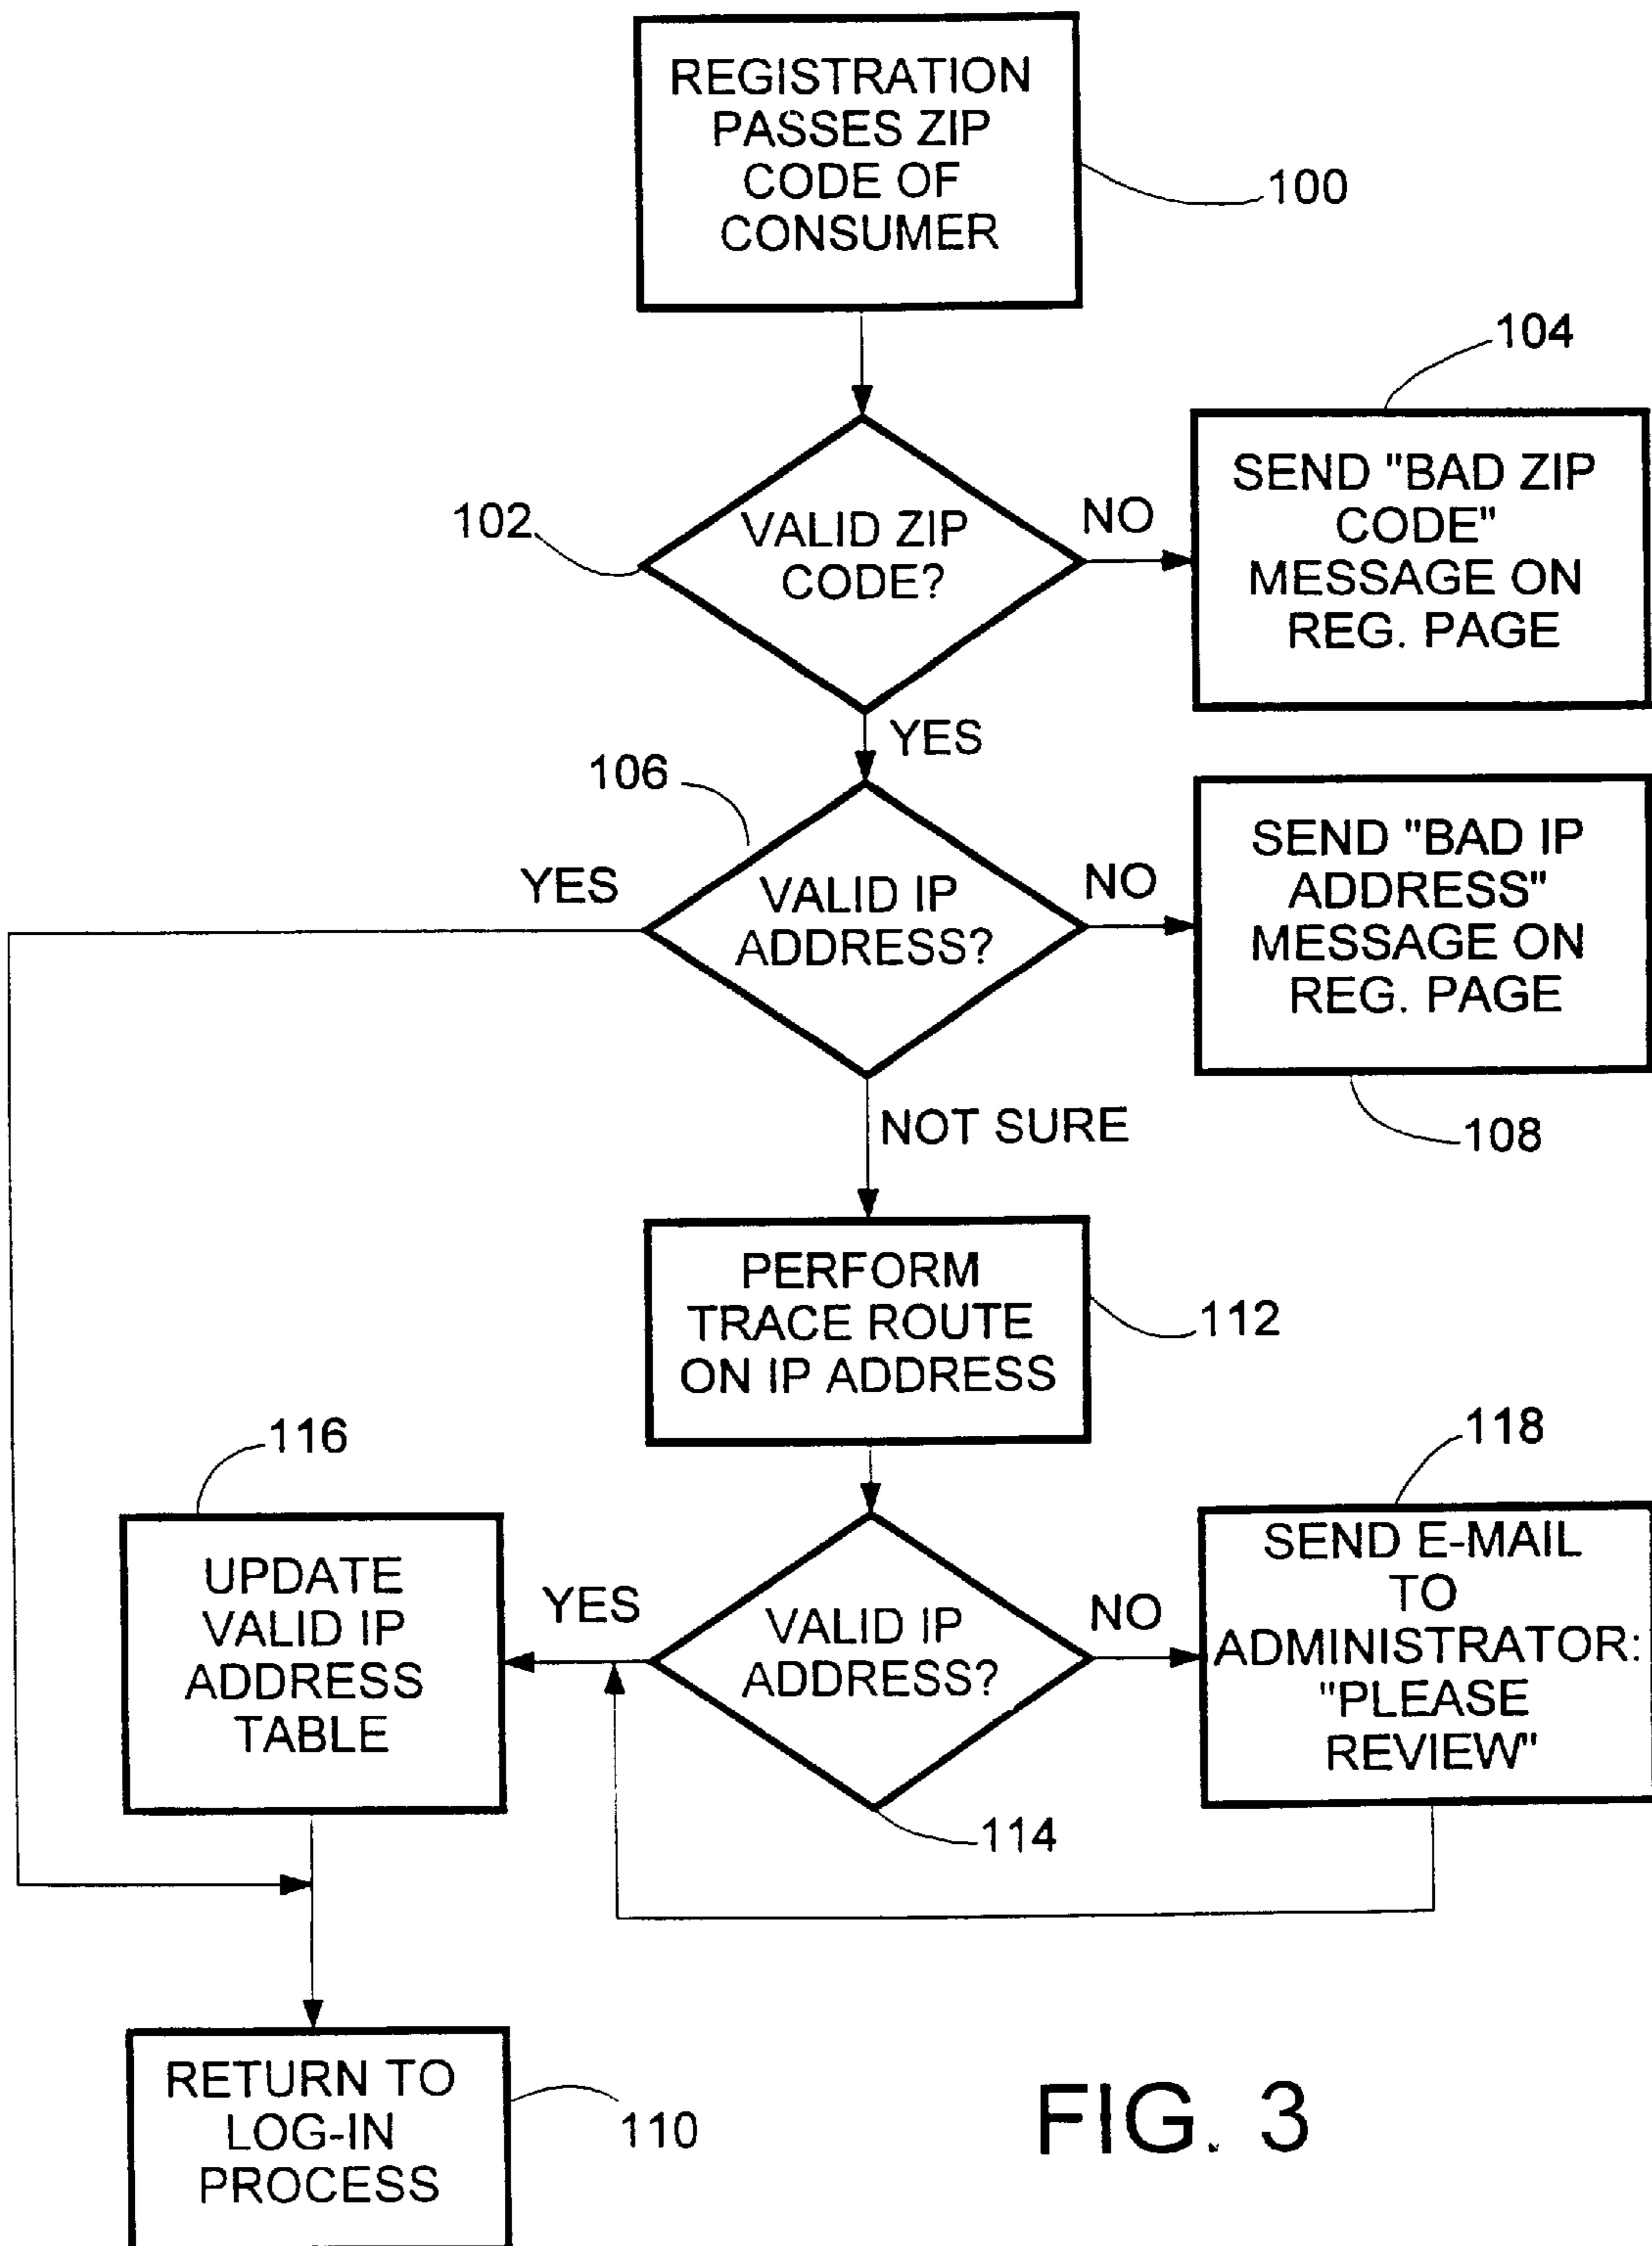 REGISTRATION
PASSES ZIP
CODE OF
CONSUMER
100
104
SEND "BAD ZIP
CODE"
MESSAGE ON
REG. PAGE
102
VALID ZIP
CODE?
NO
YES
106
SEND "BAD IP
ADDRESS"
MESSAGE ON
REG. PAGE
YES
VALID IP
ADDRESS?
NO
108
NOT SURE
PERFORM
TRACE ROUTE
ON IP ADDRESS
112
116
118
UPDATE
VALID IP
ADDRESS
TABLE
YES
VALID IP
ADDRESS?
NO
SEND E-MAIL
TO
ADMINISTRATOR:
"PLEASE
REVIEW"
114
RETURN TO
LOG-IN
PROCESS
110
FIG. 3